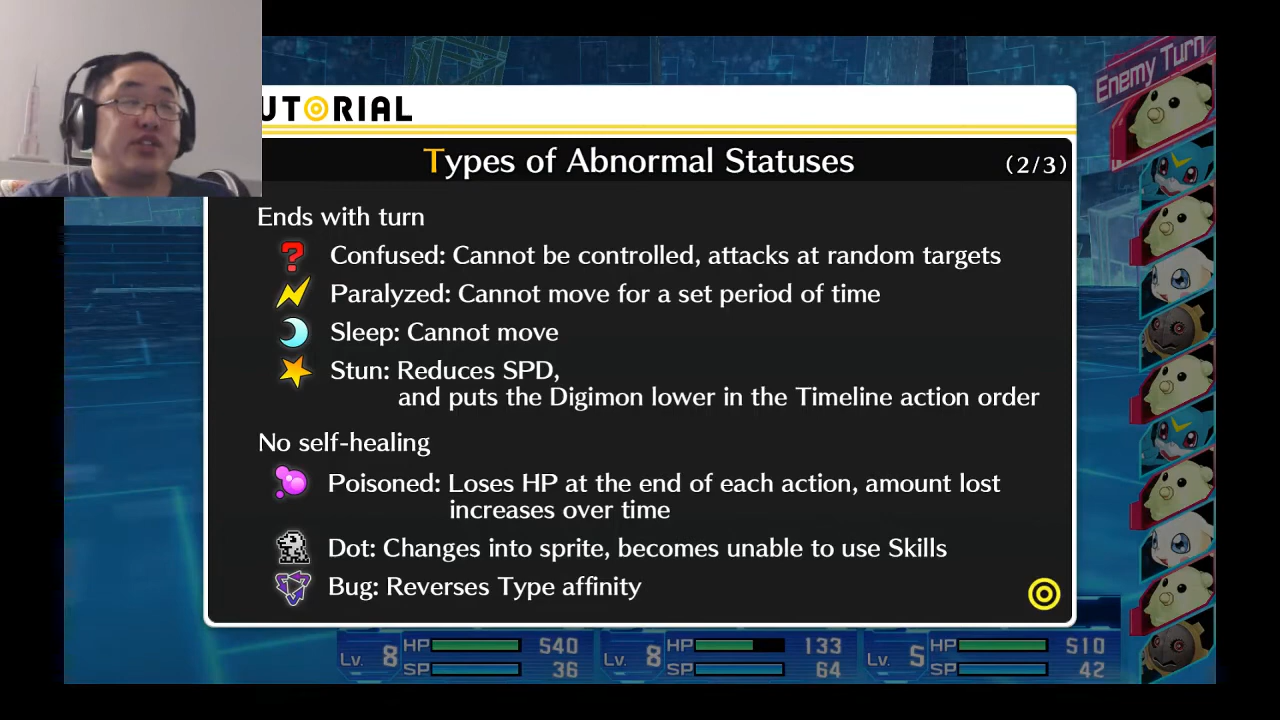 UTORIAL
Enemy Turn
Types of Abnormal Statuses
(2/3)
Ends with turn
Confused: Cannot be controlled, attacks at random targets
Paralyzed: Cannot move for a set period of time
Sleep: Cannot move
Stun: Reduces SPD,
and puts the Digimon lower in the Timeline action order
No self-healing
Poisoned: Loses HP at the end of each action, amount lost
increases over time
Dot: Changes into sprite, becomes unable to use Skills
Bug: Reverses Type affinity
Lv. 8 HP 540
SP 36
Lv. 8 HP 133
SP 64
Lv. 5 HP 510
SP 42